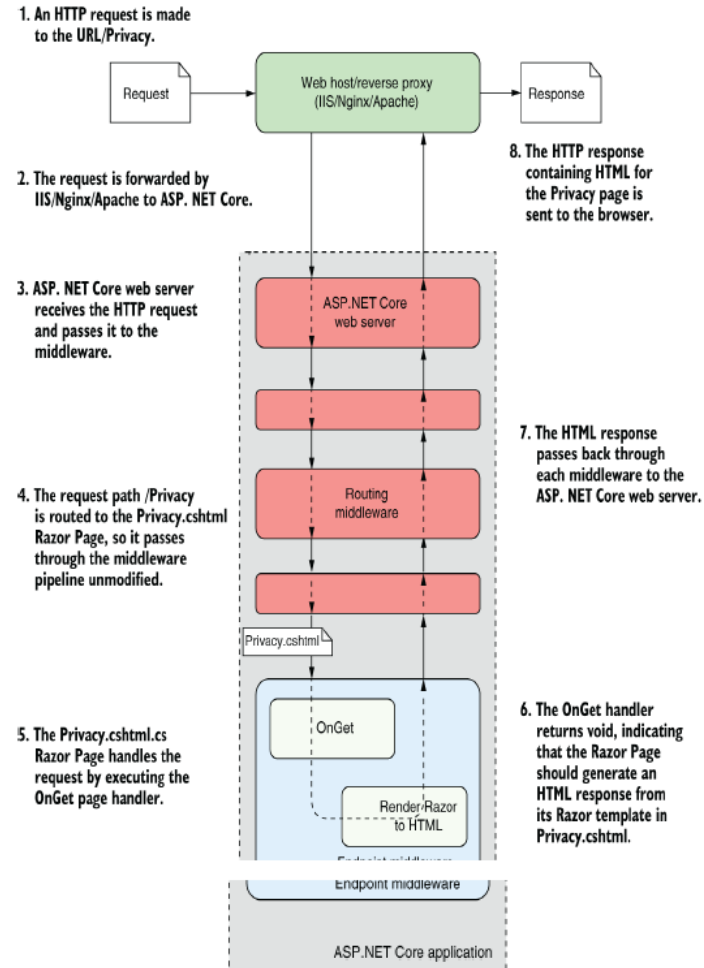 1. An HTTP request is made
to the URL/Privacy.
Request
Web host/reverse proxy
(IIS/Nginx/Apache)
Response
8. The HTTP response
containing HTML for
the Privacy page is
sent to the browser.
2. The request is forwarded by
IIS/Nginx/Apache to ASP. NET Core.
3. ASP. NET Core web server
receives the HTTP request
and passes it to the
middleware.
ASP.NET Core
web server
7. The HTML response
passes back through
each middleware to the
ASP. NET Core web server.
4. The request path /Privacy
is routed to the Privacy.cshtml
Razor Page, so it passes
through the middleware
pipeline unmodified.
Routing
middleware
Privacy.cshtml
5. The Privacy.cshtml.cs
Razor Page handles the
request by executing the
OnGet page handler.
OnGet
Render Razor
to HTML
6. The OnGet handler
returns void, indicating
that the Razor Page
should generate an
HTML response from
its Razor template in
Privacy.cshtml.
Endpoint middleware
Endpoint middleware
ASP.NET Core application